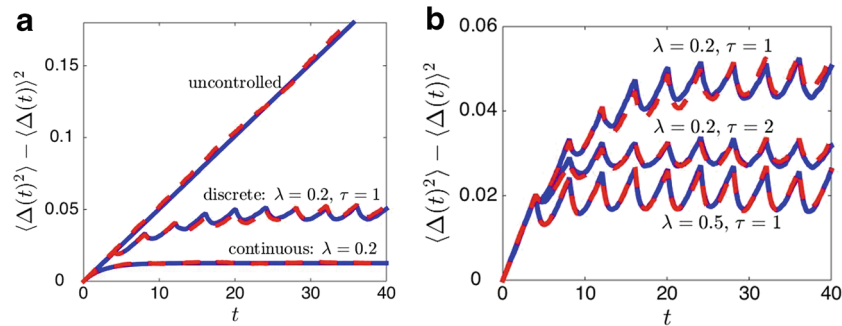 a
⟨Δ(t)²⟩ − ⟨Δ(t)⟩²
0.15
0.1
0.05
0
uncontrolled
discrete: λ = 0.2, τ = 1
continuous: λ = 0.2
0 10 20 30 40
t
b
⟨Δ(t)²⟩ − ⟨Δ(t)⟩²
0.06
0.04
0.02
0
λ = 0.2, τ = 1
λ = 0.2, τ = 2
λ = 0.5, τ = 1
0 10 20 30 40
t